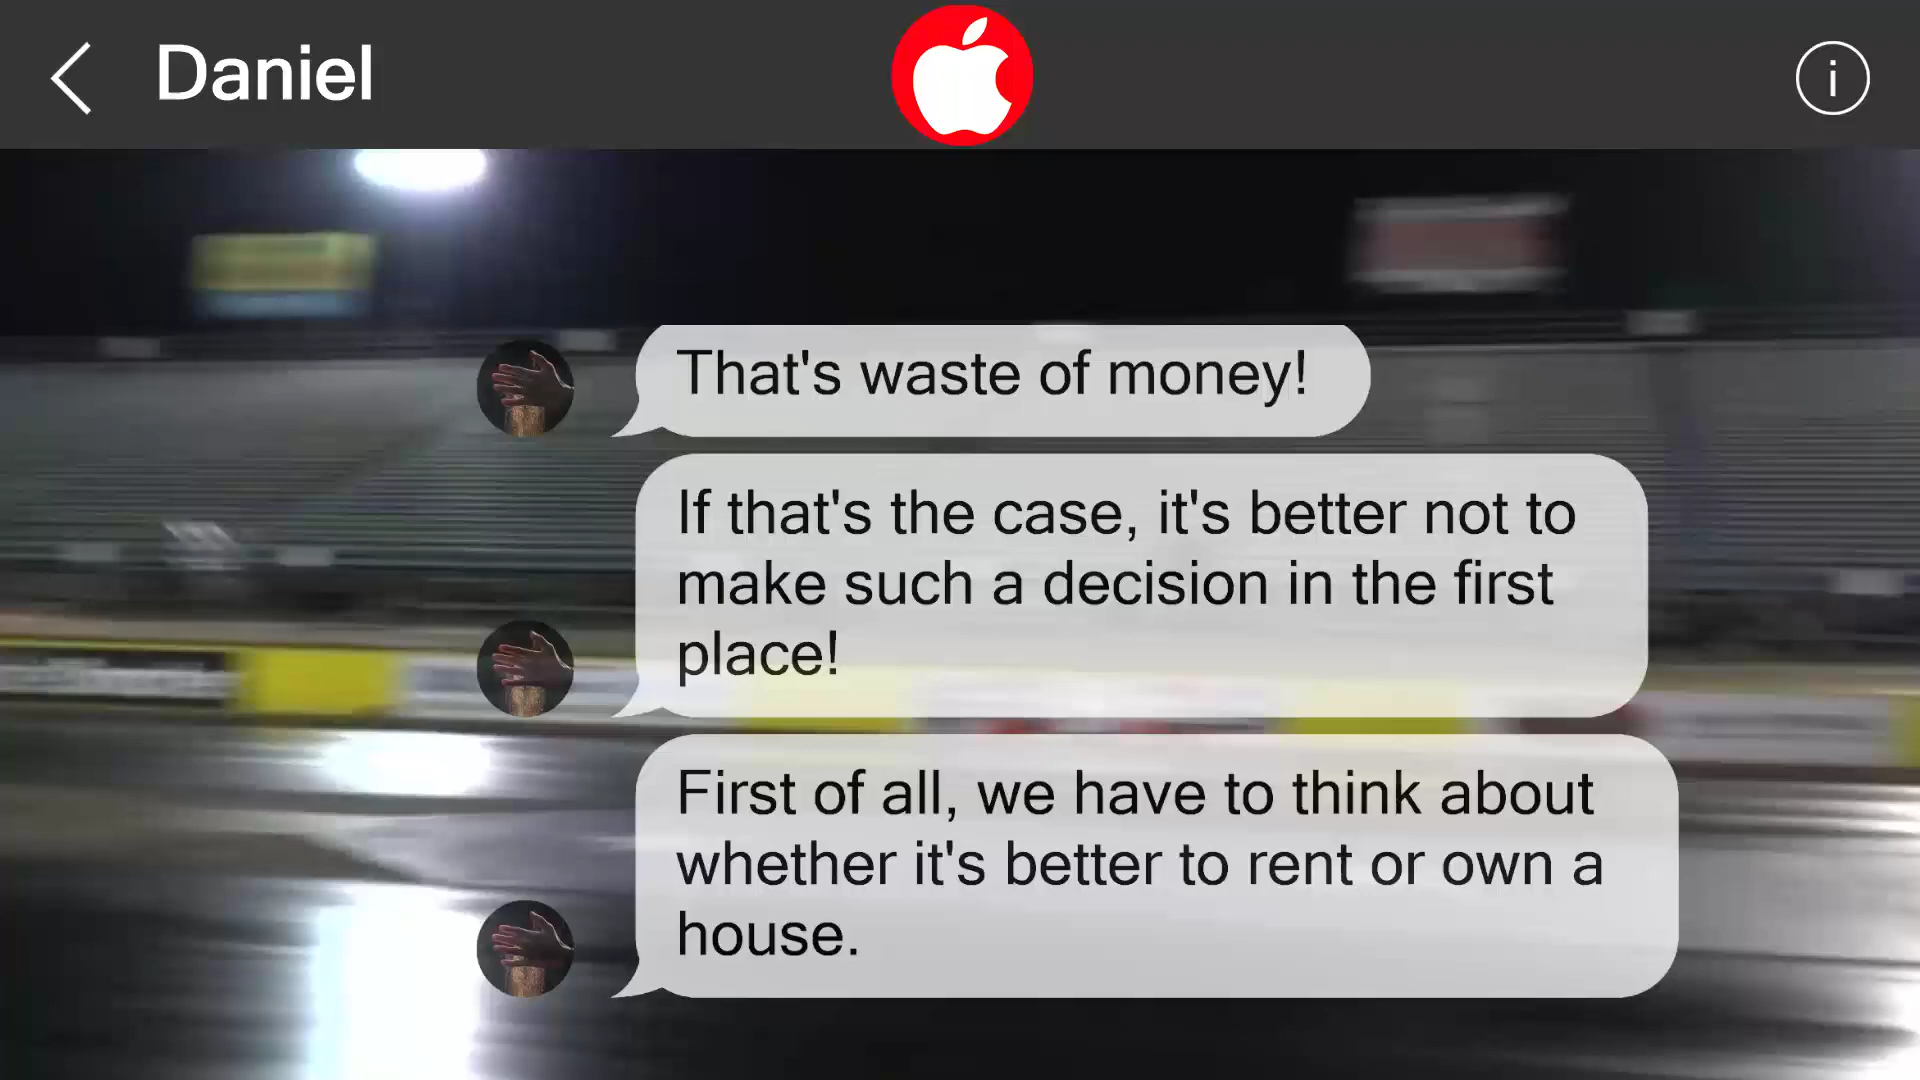 Daniel
That's waste of money!
If that's the case, it's better not to
make such a decision in the first
place!
First of all, we have to think about
whether it's better to rent or own a
house.